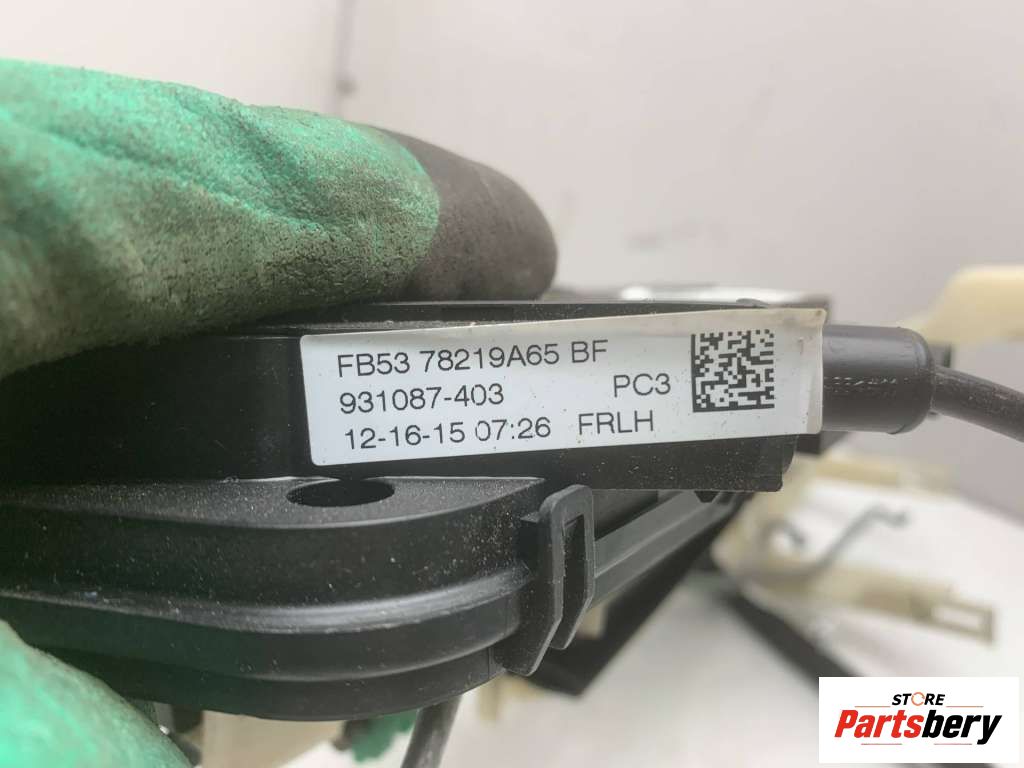 FB53 78219A65 BF
931087-403 PC3
12-16-15 07:26 FRLH
STORE
Partsbery